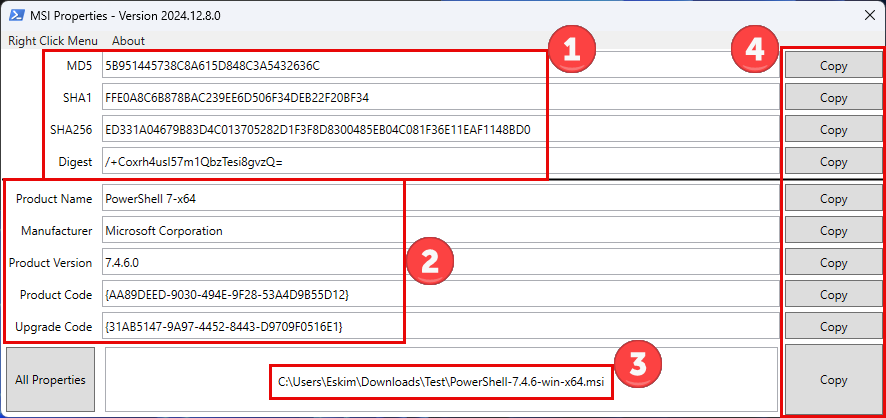 MSI Properties - Version 2024.12.8.0
Right Click Menu About
1
4
MD5 5B951445738C8A615D848C3A5432636C Copy
SHA1 FFE0A8C6B878BAC239EE6D506F34DEB22F20BF34 Copy
SHA256 ED331A04679B83D4C013705282D1F3F8D8300485EB04C081F36E11EAF1148BD0 Copy
Digest /+Coxrh4usI57m1QbzTesi8gvzQ= Copy
Product Name PowerShell 7-x64 Copy
Manufacturer Microsoft Corporation Copy
2
Product Version 7.4.6.0 Copy
Product Code {AA89DEED-9030-494E-9F28-53A4D9B55D12} Copy
Upgrade Code {31AB5147-9A97-4452-8443-D9709F0516E1} Copy
3
All Properties C:\Users\Eskim\Downloads\Test\PowerShell-7.4.6-win-x64.msi Copy